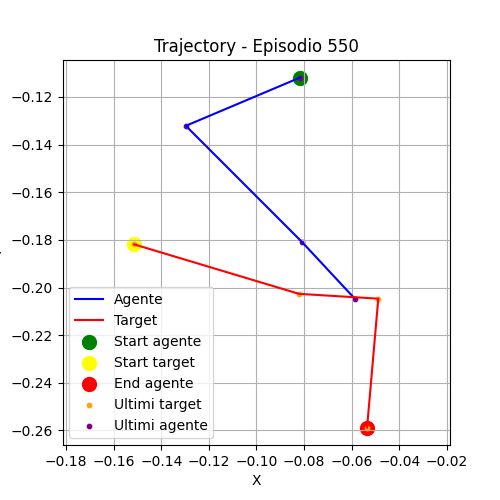 Trajectory - Episodio 550
−0.12
−0.14
−0.16
−0.18
−0.20
−0.22
−0.24
−0.26
Agente
Target
Start agente
Start target
End agente
Ultimi target
Ultimi agente
−0.18 −0.16 −0.14 −0.12 −0.10 −0.08 −0.06 −0.04 −0.02
X